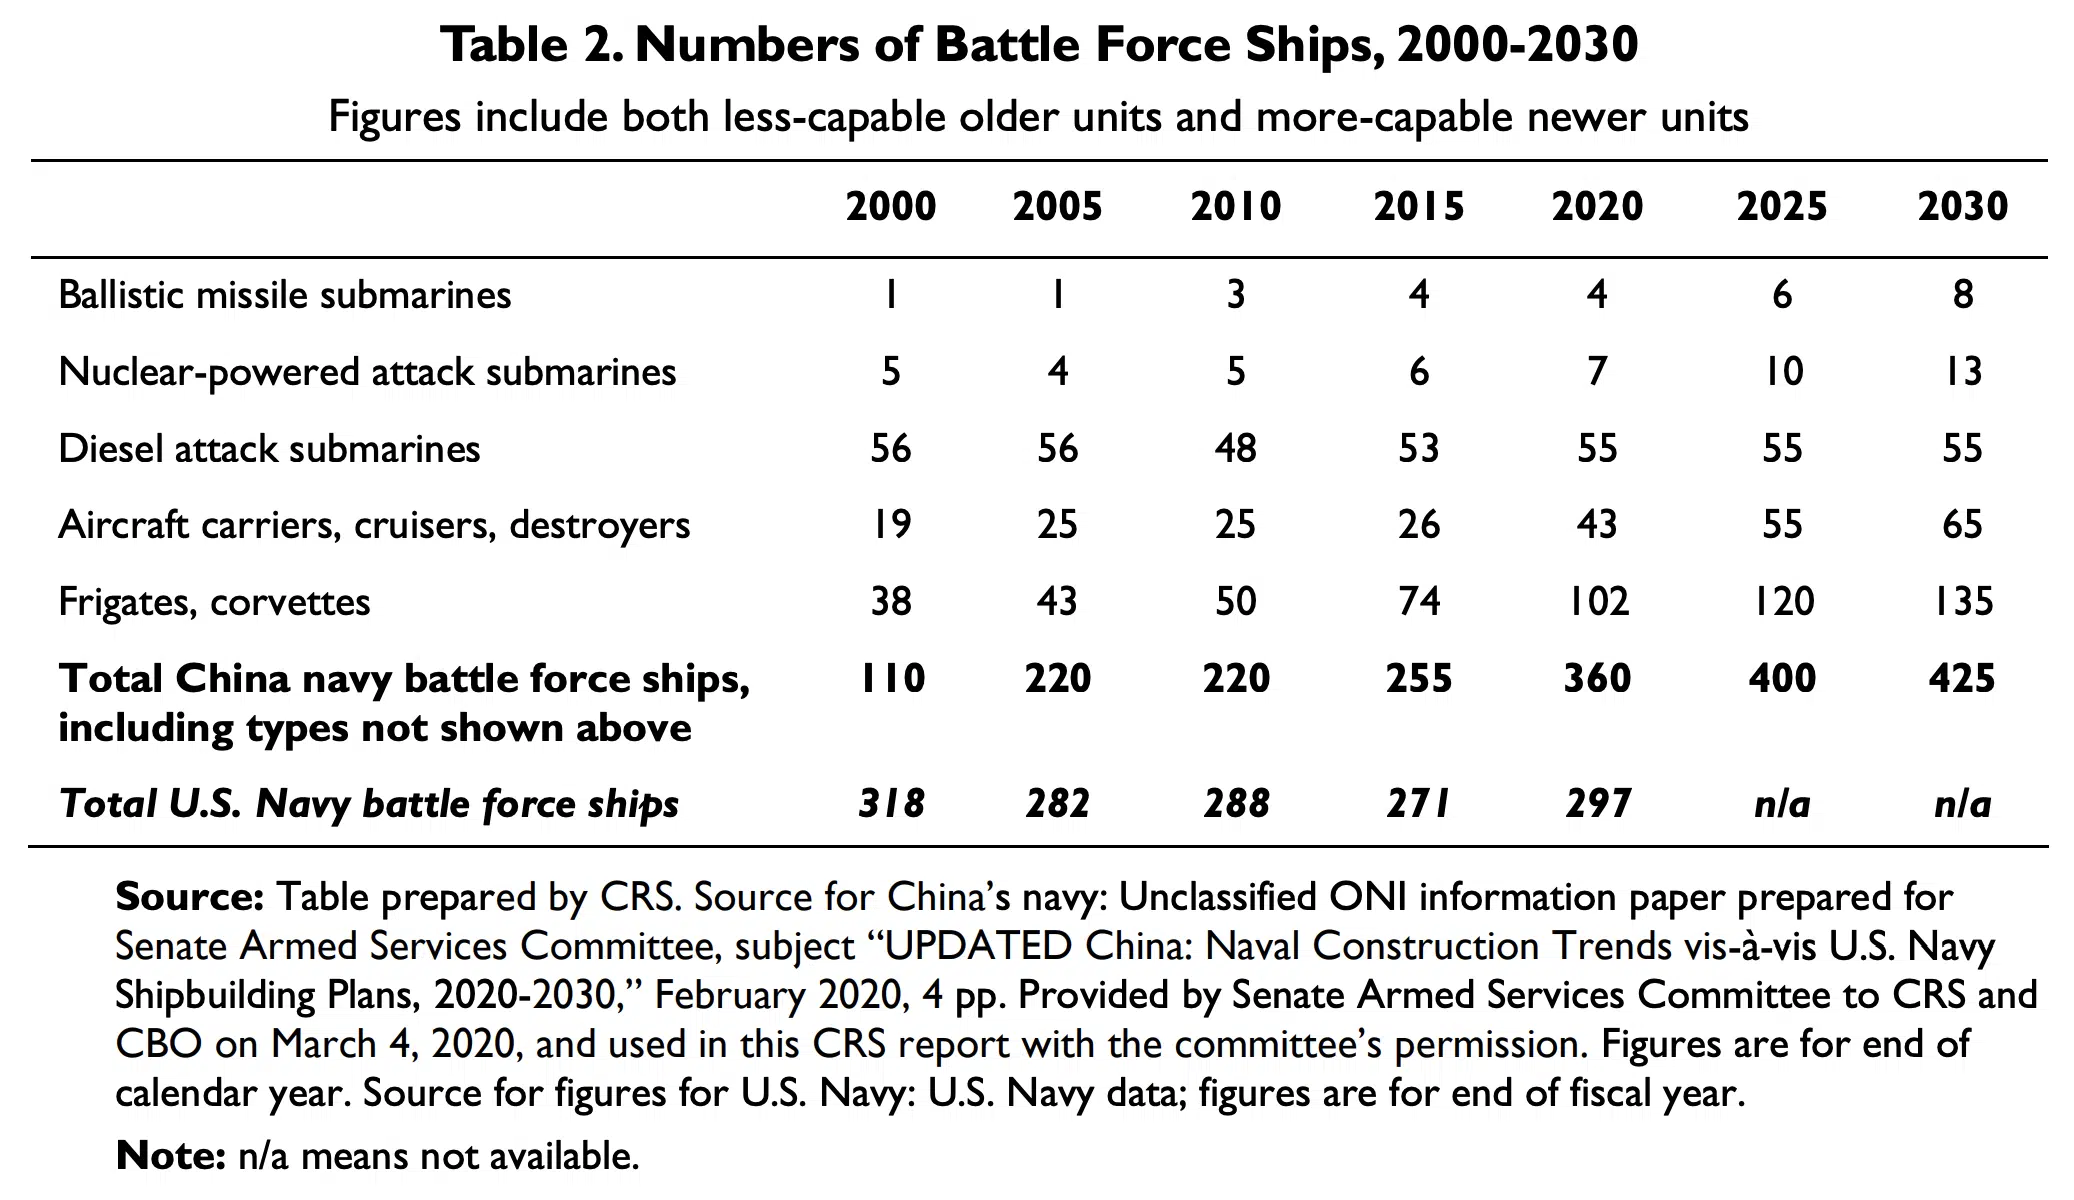 Table 2. Numbers of Battle Force Ships, 2000-2030
Figures include both less-capable older units and more-capable newer units
2000 2005 2010 2015 2020 2025 2030
Ballistic missile submarines 1 1 3 4 4 6 8
Nuclear-powered attack submarines 5 4 5 6 7 10 13
Diesel attack submarines 56 56 48 53 55 55 55
Aircraft carriers, cruisers, destroyers 19 25 25 26 43 55 65
Frigates, corvettes 38 43 50 74 102 120 135
Total China navy battle force ships, 110 220 220 255 360 400 425
including types not shown above
Total U.S. Navy battle force ships 318 282 288 271 297 n/a n/a
Source: Table prepared by CRS. Source for China’s navy: Unclassified ONI information paper prepared for
Senate Armed Services Committee, subject “UPDATED China: Naval Construction Trends vis-à-vis U.S. Navy
Shipbuilding Plans, 2020-2030,” February 2020, 4 pp. Provided by Senate Armed Services Committee to CRS and
CBO on March 4, 2020, and used in this CRS report with the committee’s permission. Figures are for end of
calendar year. Source for figures for U.S. Navy: U.S. Navy data; figures are for end of fiscal year.
Note: n/a means not available.